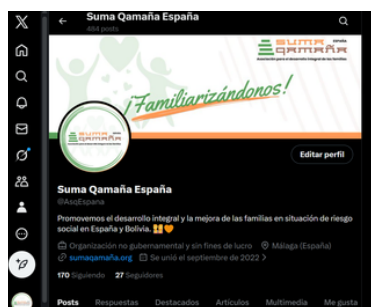 Suma Qamaña España
484 posts
SUMA
QAMAÑA
ESPAÑA
Asociación para el desarrollo integral de las familias
¡Familiarizándonos!
SUMA
QAMAÑA
Editar perfil
Suma Qamaña España
@AsqEspana
Promovemos el desarrollo integral y la mejora de las familias en situación de riesgo
social en España y Bolivia. 👨‍👩‍👧‍👦🧡
Organización no gubernamental y sin fines de lucro Málaga (España)
sumaqamaña.org Se unió el septiembre de 2022
170 Siguiendo 27 Seguidores
Posts Respuestas Destacados Artículos Multimedia Me gusta